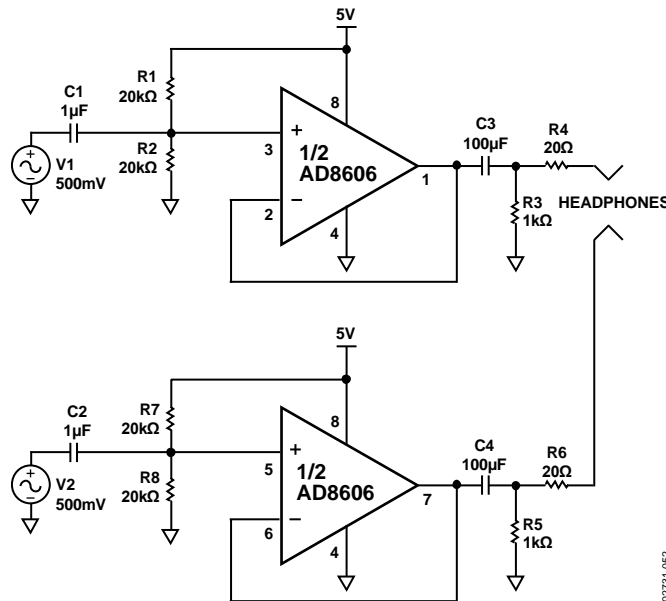 5V
R1
20kΩ
C1
1µF
R2
20kΩ
V1
500mV
+
–
3
2
8
4
1/2
AD8606
1
C3
100µF
R4
20Ω
R3
1kΩ
HEADPHONES
5V
R7
20kΩ
C2
1µF
R8
20kΩ
V2
500mV
+
–
5
6
8
4
1/2
AD8606
7
C4
100µF
R6
20Ω
R5
1kΩ